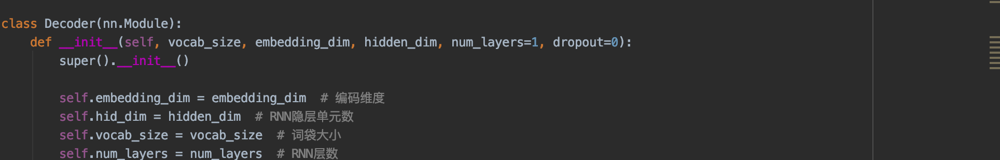 class Decoder(nn.Module):
    def __init__(self, vocab_size, embedding_dim, hidden_dim, num_layers=1, dropout=0):
        super().__init__()
        self.embedding_dim = embedding_dim  # 编码维度
        self.hid_dim = hidden_dim  # RNN隐层单元数
        self.vocab_size = vocab_size  # 词袋大小
        self.num_layers = num_layers  # RNN层数